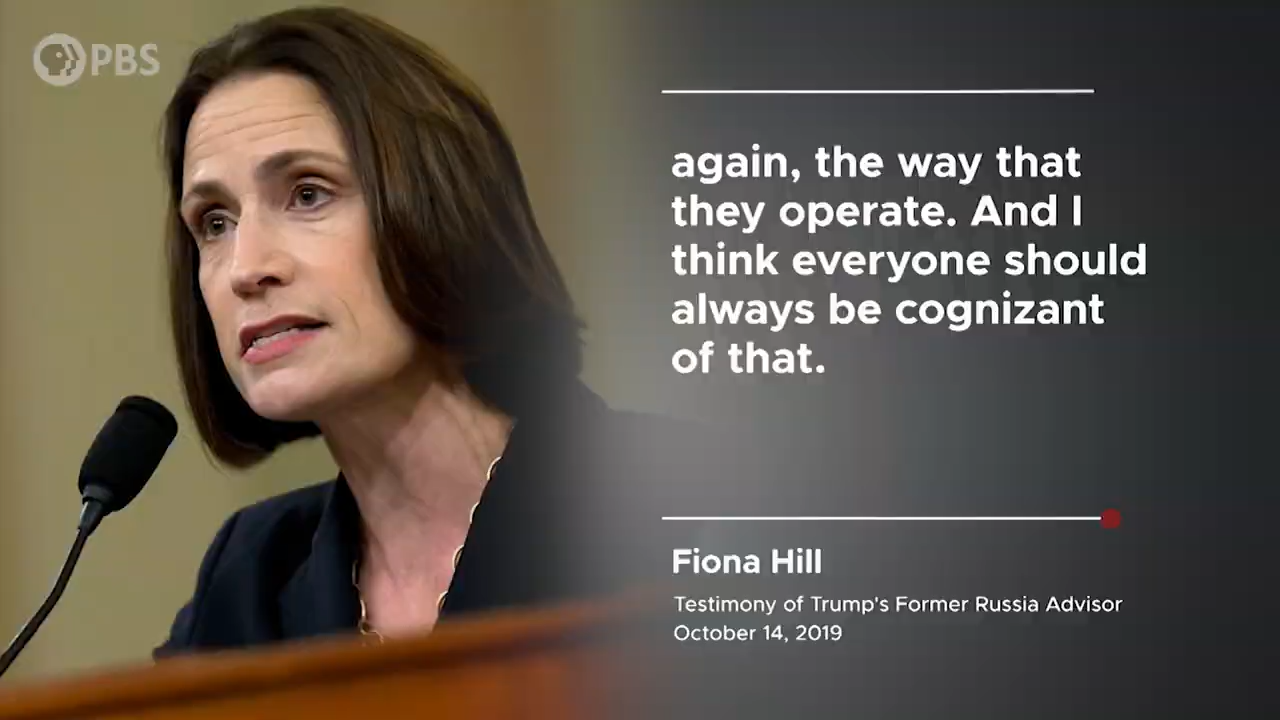 PBS
again, the way that
they operate. And I
think everyone should
always be cognizant
of that.
Fiona Hill
Testimony of Trump's Former Russia Advisor
October 14, 2019